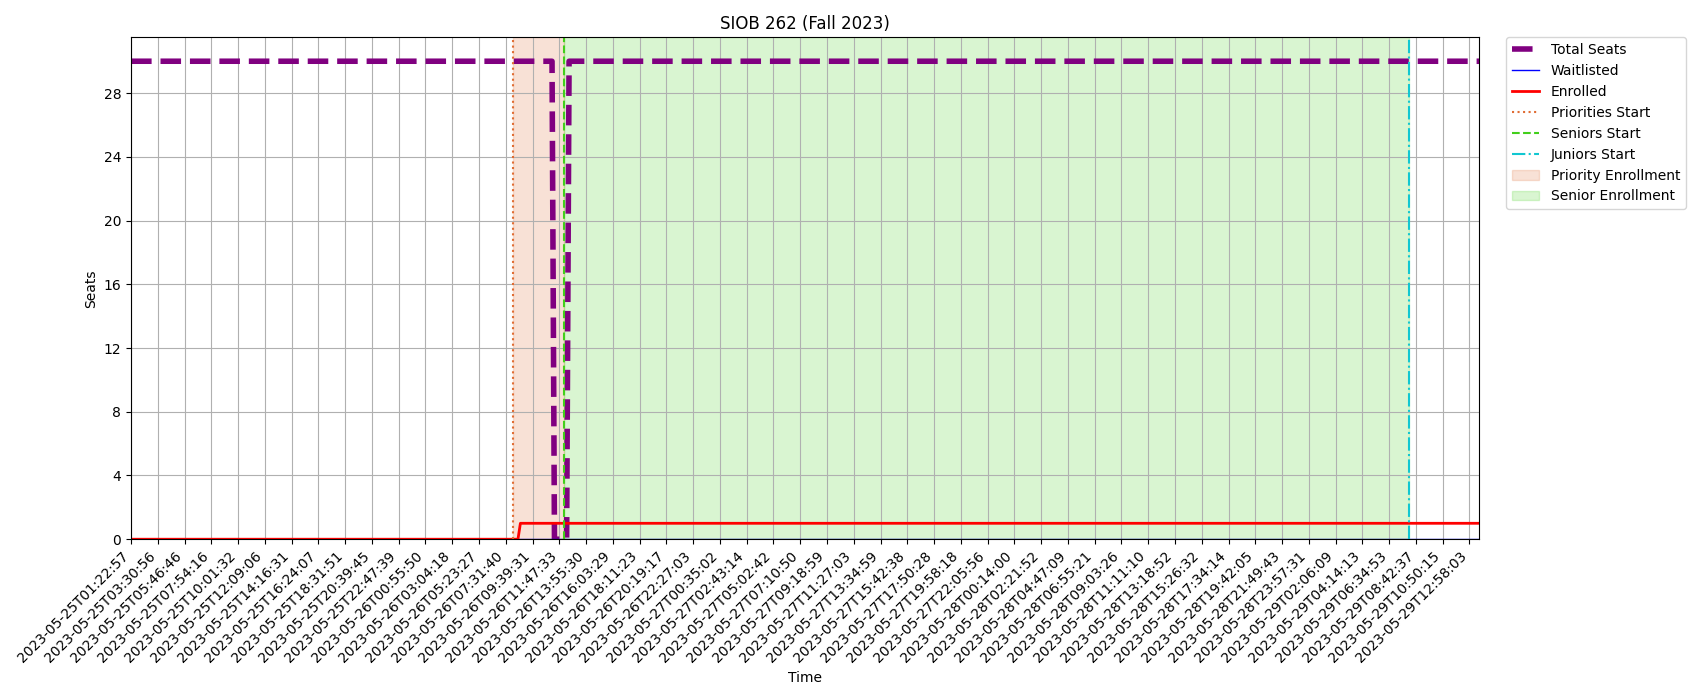 SIOB 262 (Fall 2023)
Total Seats
Waitlisted
Enrolled
Priorities Start
Seniors Start
Juniors Start
Priority Enrollment
Senior Enrollment
Seats
28
24
20
16
12
8
4
0
2023-05-25T01:22:57
2023-05-25T03:30:56
2023-05-25T05:46:46
2023-05-25T07:54:16
2023-05-25T10:01:32
2023-05-25T12:09:06
2023-05-25T14:16:31
2023-05-25T16:24:07
2023-05-25T18:31:51
2023-05-25T20:39:45
2023-05-25T22:47:39
2023-05-26T00:55:50
2023-05-26T03:04:18
2023-05-26T05:23:27
2023-05-26T07:31:40
2023-05-26T09:39:31
2023-05-26T11:47:33
2023-05-26T13:55:30
2023-05-26T16:03:29
2023-05-26T18:11:23
2023-05-26T20:19:17
2023-05-26T22:27:03
2023-05-27T00:35:02
2023-05-27T02:43:14
2023-05-27T05:02:42
2023-05-27T07:10:50
2023-05-27T09:18:59
2023-05-27T11:27:03
2023-05-27T13:34:59
2023-05-27T15:42:38
2023-05-27T17:50:28
2023-05-27T19:58:18
2023-05-27T22:05:56
2023-05-28T00:14:00
2023-05-28T02:21:52
2023-05-28T04:47:09
2023-05-28T06:55:21
2023-05-28T09:03:26
2023-05-28T11:11:10
2023-05-28T13:18:52
2023-05-28T15:26:32
2023-05-28T17:34:14
2023-05-28T19:42:05
2023-05-28T21:49:43
2023-05-28T23:57:31
2023-05-29T02:06:09
2023-05-29T04:14:13
2023-05-29T06:34:53
2023-05-29T08:42:37
2023-05-29T10:50:15
2023-05-29T12:58:03
Time